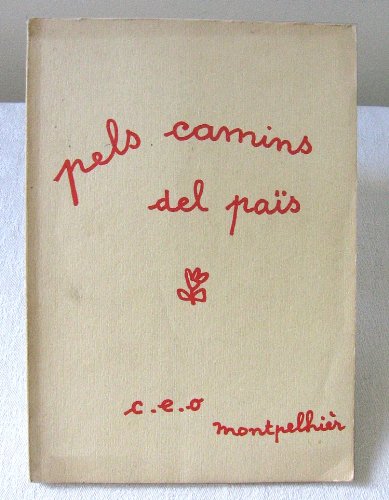 pels camins
del païs
c.e.o
montpelhièr